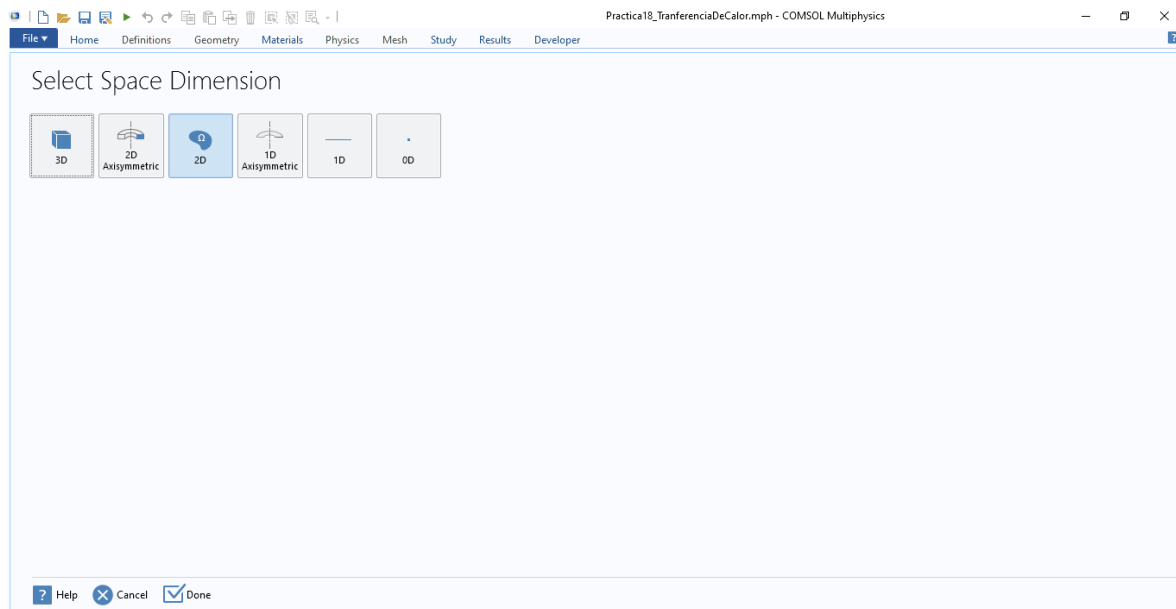 Practica18_TranferenciaDeCalor.mph - COMSOL Multiphysics
File ▾ Home Definitions Geometry Materials Physics Mesh Study Results Developer
Select Space Dimension
3D
2D Axisymmetric
Ω
2D
1D Axisymmetric
1D
0D
? Help Cancel Done